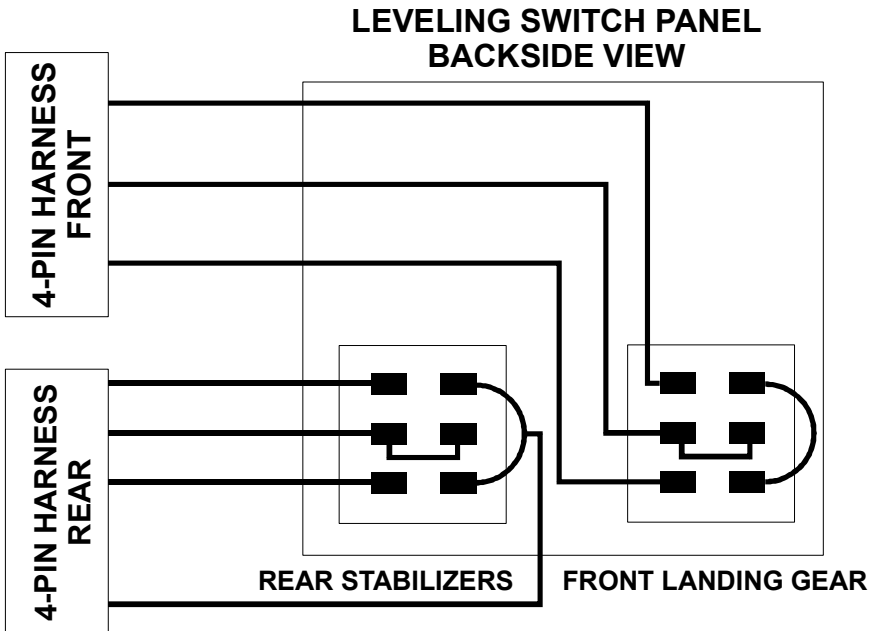 LEVELING SWITCH PANEL
BACKSIDE VIEW
4-PIN HARNESS
FRONT
4-PIN HARNESS
REAR
REAR STABILIZERS
FRONT LANDING GEAR